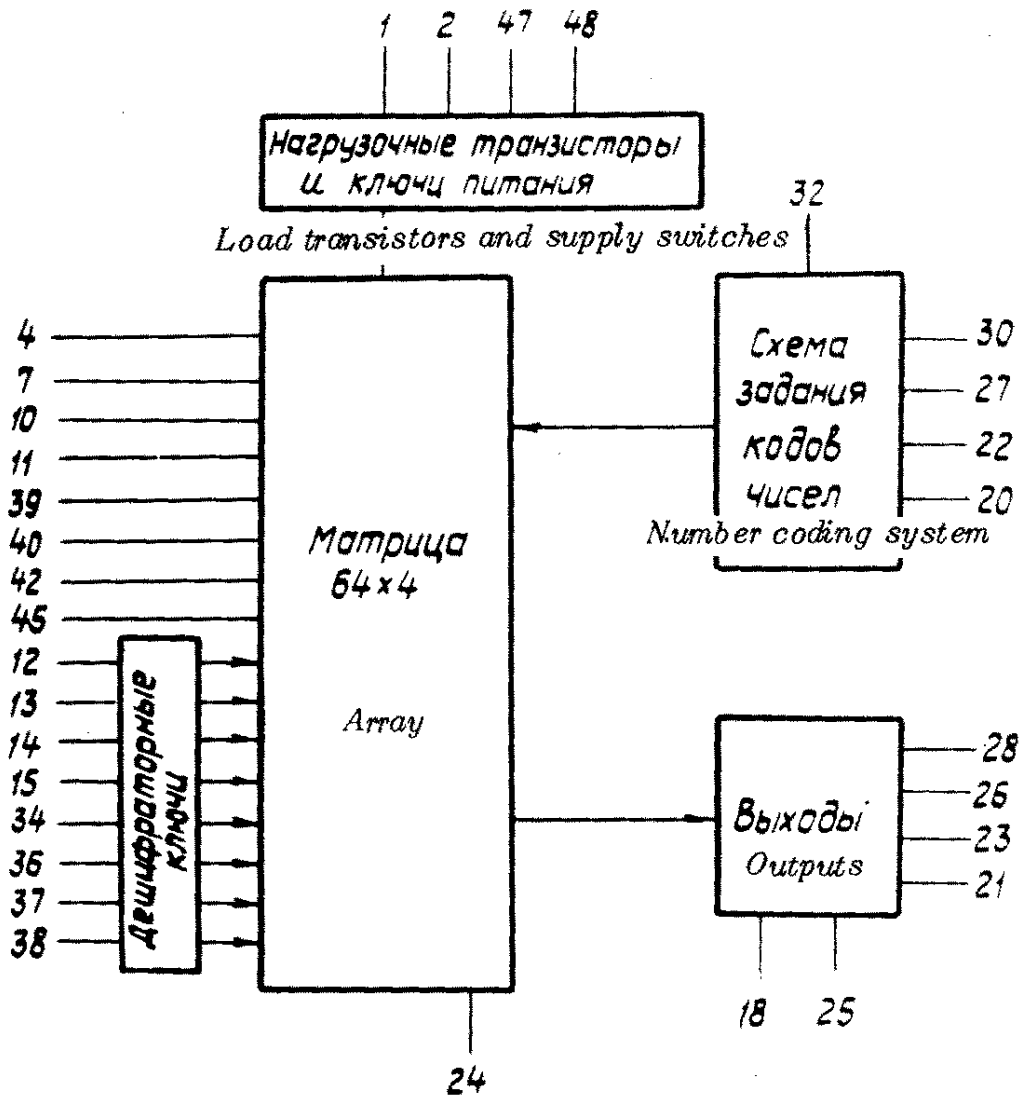 1 2 47 48
Нагрузочные транзисторы
и ключи питания
Load transistors and supply switches
32
4
7
10
11
39
40
42
45
12
13
14
15
34
36
37
38
Дешифраторные
ключи
Матрица
64×4
Array
24
Схема
задания
кодов
чисел
Number coding system
30
27
22
20
Выходы
Outputs
28
26
23
21
18 25